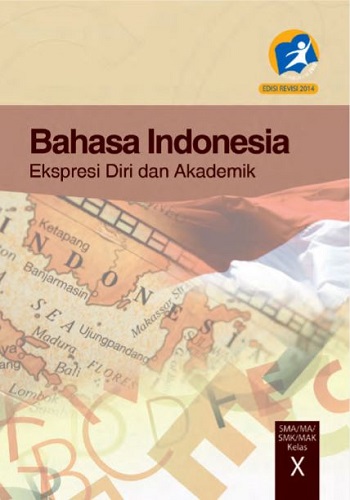 EDISI REVISI 2014
Bahasa Indonesia
Ekspresi Diri dan Akademik
INDONESIA
Ketapang
Banjarmasin
Makassar
SEA
Ujungpandang
Madura
Bali
FLORES
Lombok
SMA/MA/
SMK/MAK
Kelas
X